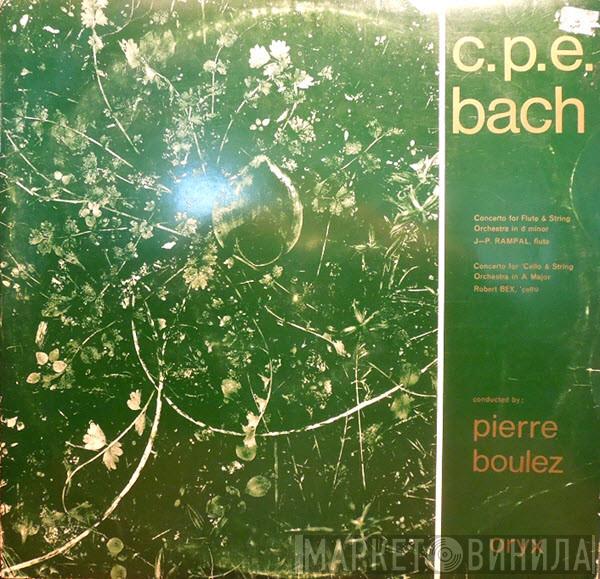 c.p.e.
bach
Concerto for Flute & String
Orchestra in d minor
J—P. RAMPAL, flute
Concerto for 'Cello & String
Orchestra in A Major
Robert BEX, 'cello
conducted by:
pierre
boulez
oryx
МАРКЕТ ВИНИЛА